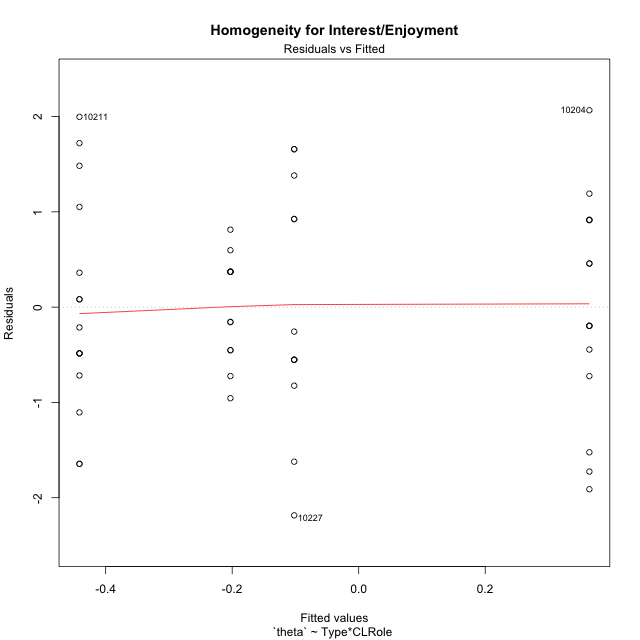 Homogeneity for Interest/Enjoyment
Residuals vs Fitted
Residuals
2
1
0
-1
-2
10211
10204
10227
-0.4
-0.2
0.0
0.2
Fitted values
`theta` ~ Type*CLRole